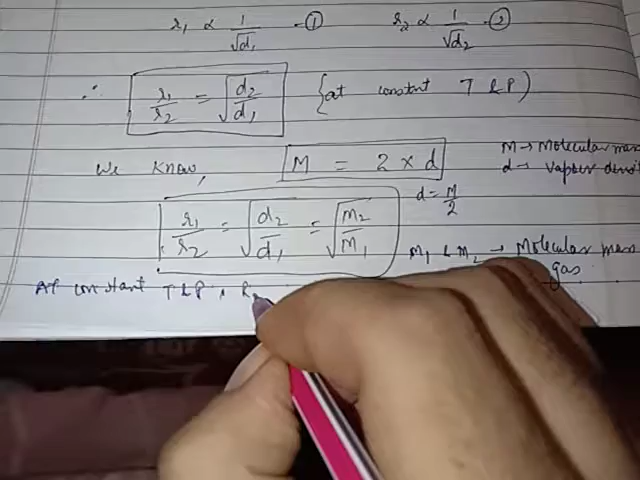 r₁ ∝ 1/√d₁ -① r₂ ∝ 1/√d₂ -②
∴ r₁/r₂ = √(d₂/d₁) {at constant T & P}
We know, M = 2 × d M → Molecular mass
d → Vapour densi
d = M/2
r₁/r₂ = √(d₂/d₁) = √(M₂/M₁)
M₁ & M₂ → Molecular mass
gas
At constant T & P, R